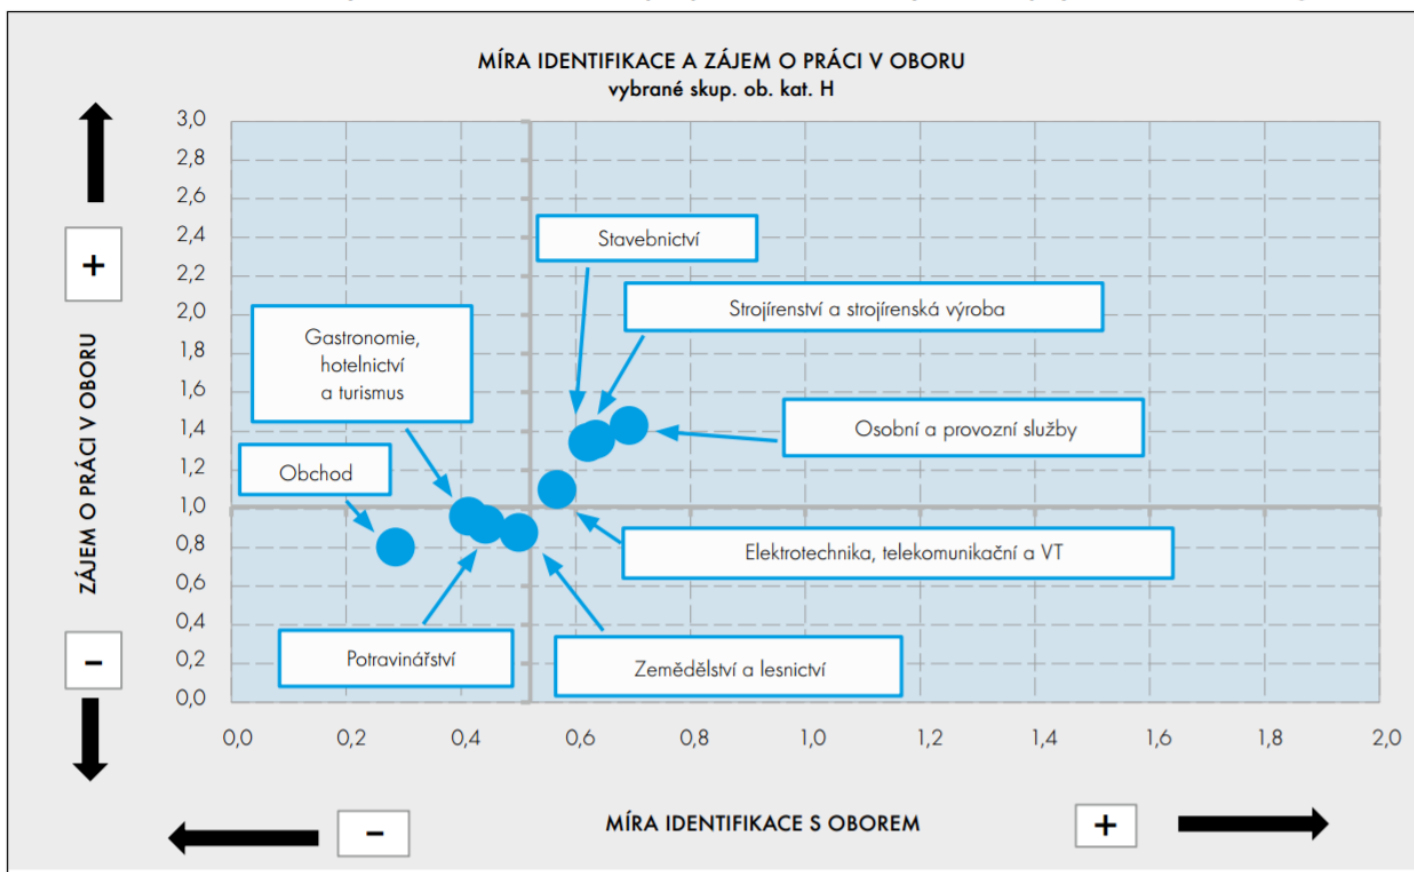 MÍRA IDENTIFIKACE A ZÁJEM O PRÁCI V OBORU
vybrané skup. ob. kat. H
3,0
2,8
2,6
2,4
2,2
2,0
1,8
1,6
1,4
1,2
1,0
0,8
0,6
0,4
0,2
0,0
+
ZÁJEM O PRÁCI V OBORU
–
Stavebnictví
Strojírenství a strojírenská výroba
Gastronomie,
hotelnictví
a turismus
Osobní a provozní služby
Obchod
Elektrotechnika, telekomunikační a VT
Potravinářství
Zemědělství a lesnictví
0,0
0,2
0,4
0,6
0,8
1,0
1,2
1,4
1,6
1,8
2,0
–
MÍRA IDENTIFIKACE S OBOREM
+